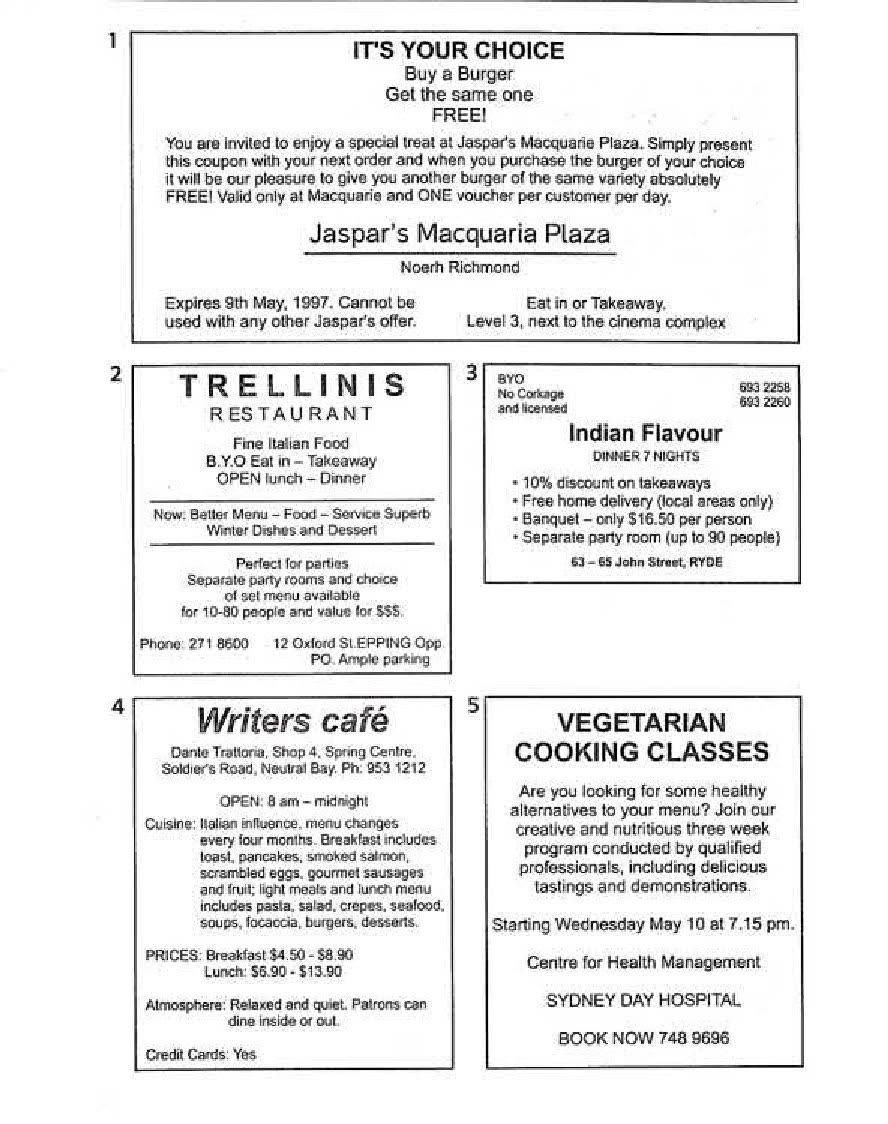 1
IT'S YOUR CHOICE
Buy a Burger
Get the same one
FREE!
You are invited to enjoy a special treat at Jaspar's Macquarie Plaza. Simply present
this coupon with your next order and when you purchase the burger of your choice
it will be our pleasure to give you another burger of the same variety absolutely
FREE! Valid only at Macquarie and ONE voucher per customer per day.
Jaspar's Macquaria Plaza
Noerh Richmond
Expires 9th May, 1997. Cannot be
used with any other Jaspar's offer.
Eat in or Takeaway.
Level 3, next to the cinema complex
2
TRELLINIS
RESTAURANT
Fine Italian Food
B.Y.O Eat in – Takeaway
OPEN lunch – Dinner
Now: Better Menu – Food – Service Superb
Winter Dishes and Dessert
Perfect for parties
Separate party rooms and choice
of set menu available
for 10-80 people and value for $$$.
Phone: 271 8600 12 Oxford St.EPPING Opp.
PO. Ample parking
3
BYO
No Corkage
and licensed
693 2258
693 2260
Indian Flavour
DINNER 7 NIGHTS
• 10% discount on takeaways
• Free home delivery (local areas only)
• Banquet – only $16.50 per person
• Separate party room (up to 90 people)
63 – 65 John Street, RYDE
4
Writers café
Dante Trattoria, Shop 4, Spring Centre,
Soldier's Road, Neutral Bay. Ph: 953 1212
OPEN: 8 am – midnight
Cuisine: Italian influence, menu changes
every four months. Breakfast includes
toast, pancakes, smoked salmon,
scrambled eggs, gourmet sausages
and fruit; light meals and lunch menu
includes pasta, salad, crepes, seafood,
soups, focaccia, burgers, desserts.
PRICES: Breakfast $4.50 - $8.90
Lunch: $6.90 - $13.90
Atmosphere: Relaxed and quiet. Patrons can
dine inside or out.
Credit Cards: Yes
5
VEGETARIAN
COOKING CLASSES
Are you looking for some healthy
alternatives to your menu? Join our
creative and nutritious three week
program conducted by qualified
professionals, including delicious
tastings and demonstrations.
Starting Wednesday May 10 at 7.15 pm.
Centre for Health Management
SYDNEY DAY HOSPITAL
BOOK NOW 748 9696